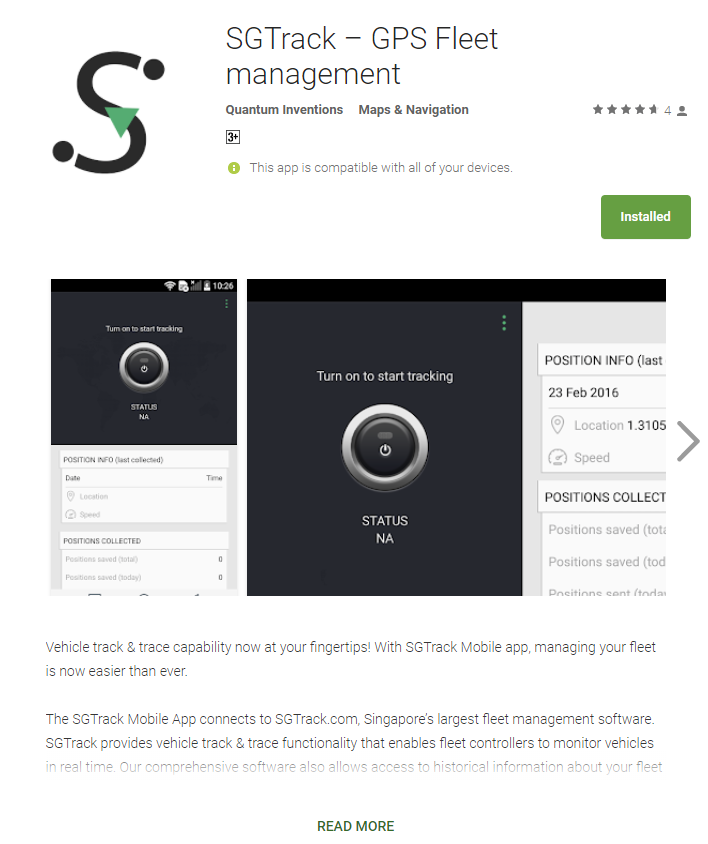 SGTrack – GPS Fleet
management
Quantum Inventions Maps & Navigation 4
3+
This app is compatible with all of your devices.
Installed
10:26
Turn on to start tracking
STATUS
NA
POSITION INFO (last collected)
Date Time
Location
Speed
POSITIONS COLLECTED
Positions saved (total) 0
Positions saved (today) 0
Turn on to start tracking
STATUS
NA
POSITION INFO (last
23 Feb 2016
Location 1.3105
Speed
POSITIONS COLLECT
Positions saved (tota
Positions saved (tod
Positions sent (today
Vehicle track & trace capability now at your fingertips! With SGTrack Mobile app, managing your fleet
is now easier than ever.
The SGTrack Mobile App connects to SGTrack.com, Singapore’s largest fleet management software.
SGTrack provides vehicle track & trace functionality that enables fleet controllers to monitor vehicles
in real time. Our comprehensive software also allows access to historical information about your fleet
READ MORE